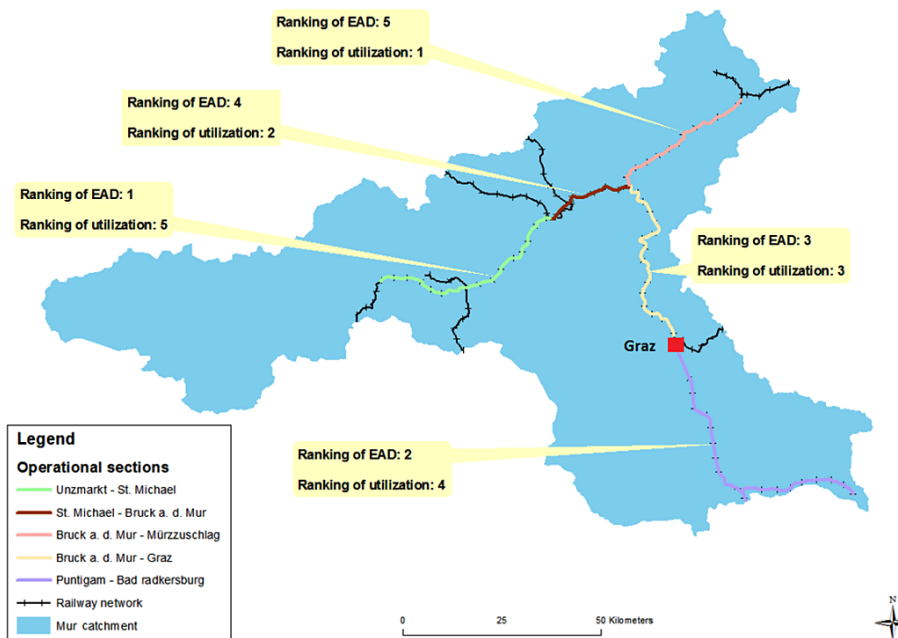 Ranking of EAD: 5
Ranking of utilization: 1
Ranking of EAD: 4
Ranking of utilization: 2
Ranking of EAD: 1
Ranking of utilization: 5
Ranking of EAD: 3
Ranking of utilization: 3
Graz
Ranking of EAD: 2
Ranking of utilization: 4
Legend
Operational sections
Unzmarkt - St. Michael
St. Michael - Bruck a. d. Mur
Bruck a. d. Mur - Mürzzuschlag
Bruck a. d. Mur - Graz
Puntigam - Bad radkersburg
Railway network
Mur catchment
0 25 50 Kilometers
N